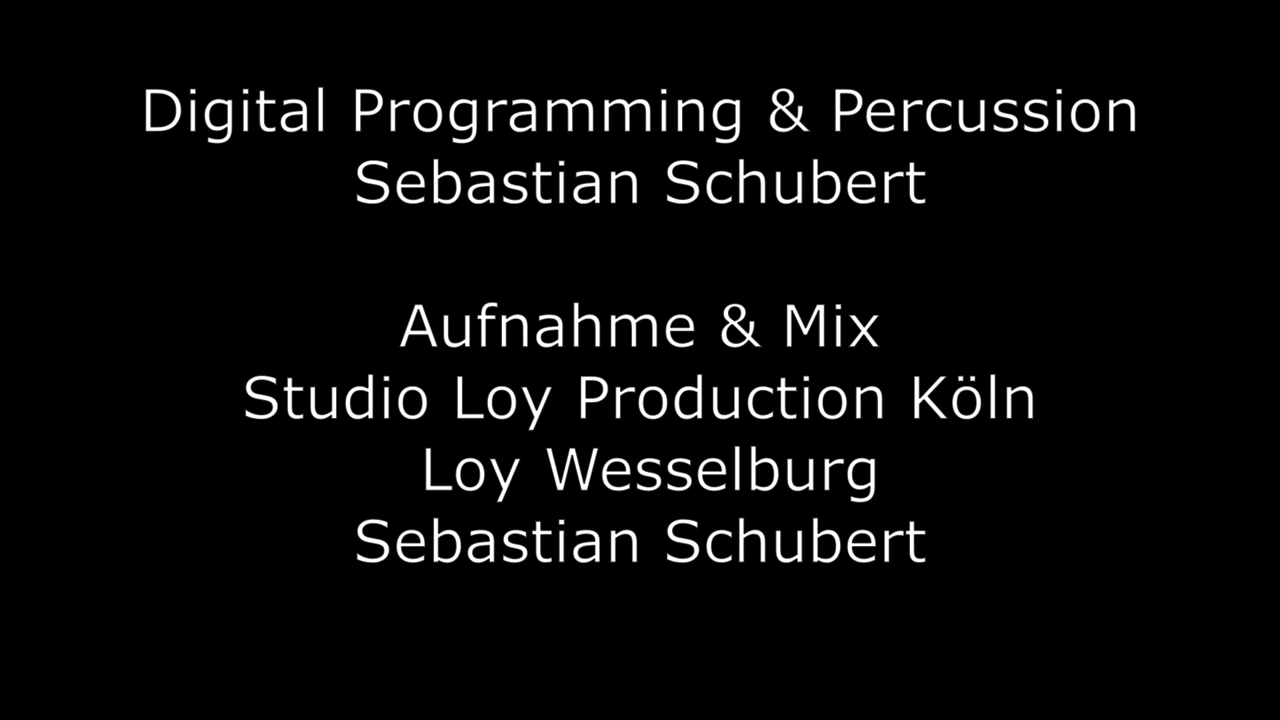 Digital Programming & Percussion
Sebastian Schubert
Aufnahme & Mix
Studio Loy Production Köln
Loy Wesselburg
Sebastian Schubert